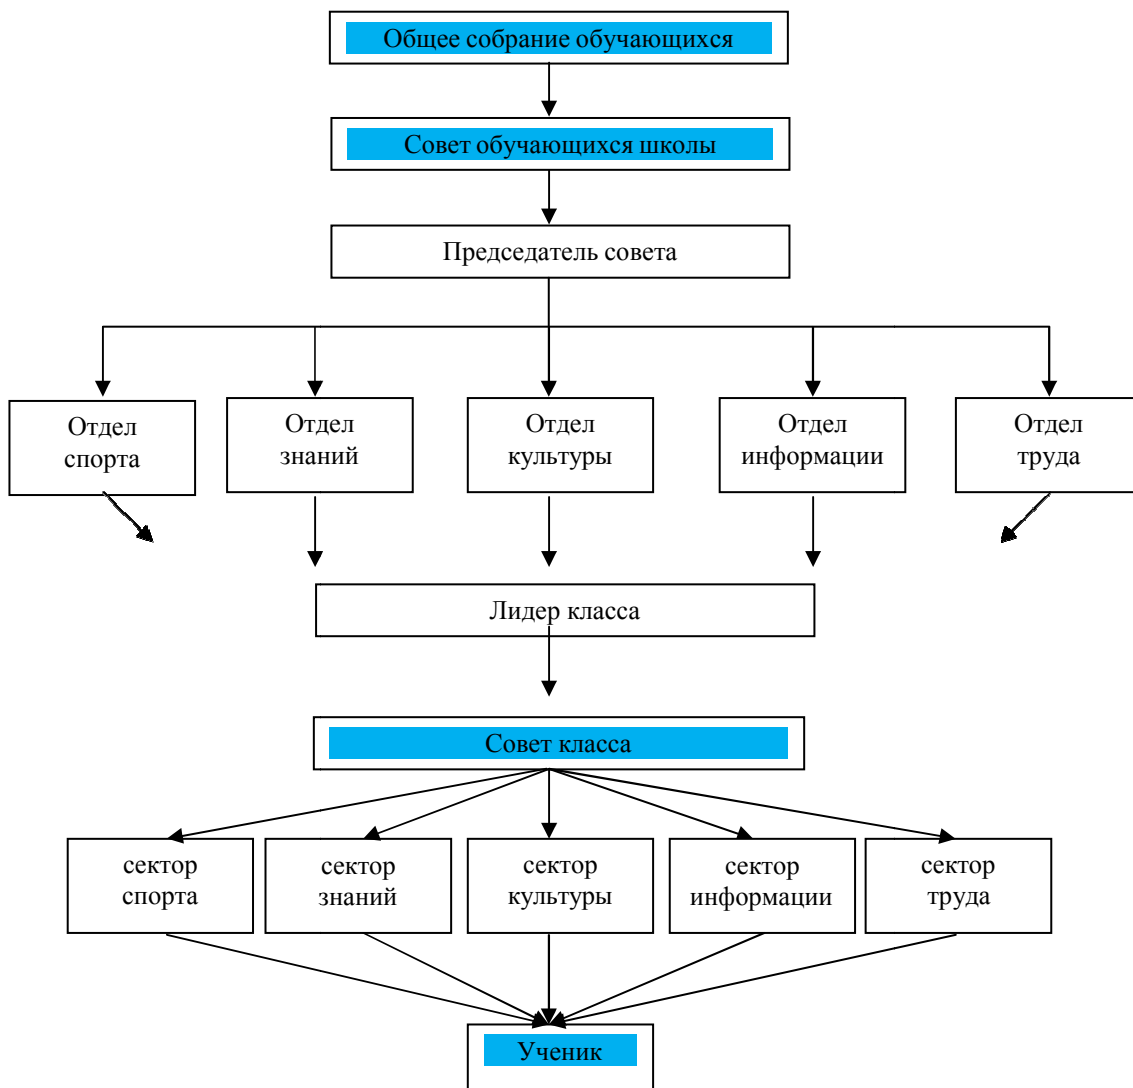 Общее собрание обучающихся
Совет обучающихся школы
Председатель совета
Отдел
спорта
Отдел
знаний
Отдел
культуры
Отдел
информации
Отдел
труда
Лидер класса
Совет класса
сектор
спорта
сектор
знаний
сектор
культуры
сектор
информации
сектор
труда
Ученик